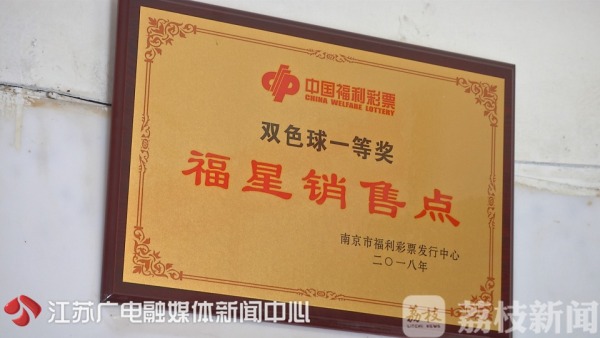 中国福利彩票
CHINA WELFARE LOTTERY
双色球一等奖
福星销售点
南京市福利彩票发行中心
二〇一八年
江苏广电融媒体新闻中心
荔枝
LITCHI NEWS
荔枝新闻